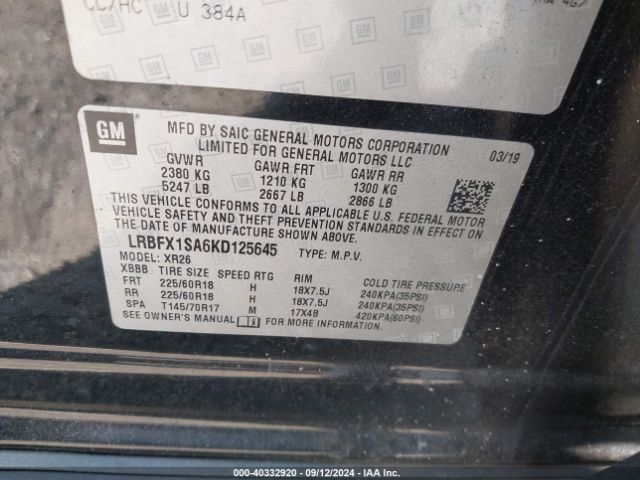 CC/HC U 384A
GM
MFD BY SAIC GENERAL MOTORS CORPORATION
LIMITED FOR GENERAL MOTORS LLC
03/19
GVWR GAWR FRT GAWR RR
2380 KG 1210 KG 1300 KG
5247 LB 2667 LB 2866 LB
THIS VEHICLE CONFORMS TO ALL APPLICABLE U.S. FEDERAL MOTOR
VEHICLE SAFETY AND THEFT PREVENTION STANDARDS IN EFFECT ON
THE DATE OF MANUFACTURE SHOWN ABOVE.
LRBFX1SA6KD125645 TYPE: M.P.V.
MODEL: XR26
XBBB TIRE SIZE SPEED RTG RIM COLD TIRE PRESSURE
FRT 225/60R18 H 18X7.5J 240KPA(35PSI)
RR 225/60R18 H 18X7.5J 240KPA(35PSI)
SPA T145/70R17 M 17X4B 420KPA(60PSI)
SEE OWNER'S MANUAL FOR MORE INFORMATION
000-40332920 - 09/12/2024 - IAA Inc.